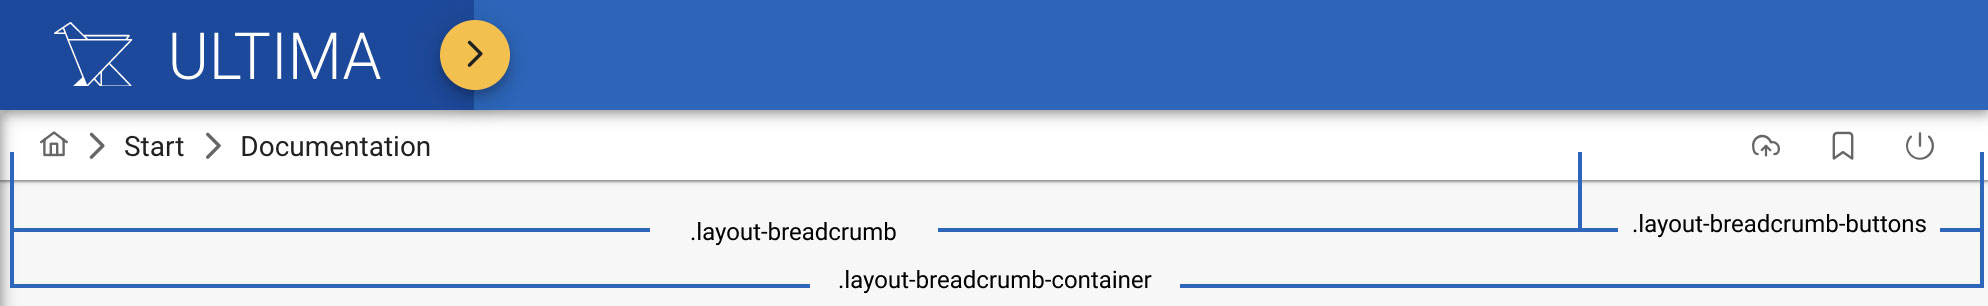 ULTIMA
Start Documentation
.layout-breadcrumb
.layout-breadcrumb-buttons
.layout-breadcrumb-container